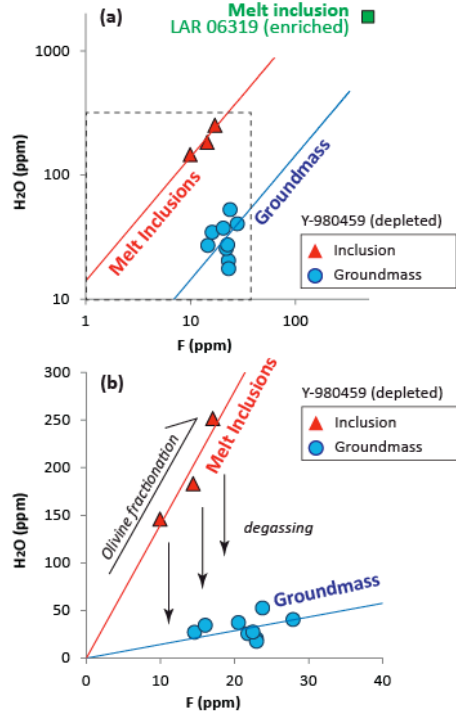 (a)
Melt inclusion
LAR 06319 (enriched)
1000
100
10
H2O (ppm)
Melt Inclusions
Groundmass
Y-980459 (depleted)
Inclusion
Groundmass
1
10
100
F (ppm)
(b)
300
250
200
150
100
50
0
H2O (ppm)
Olivine fractionation
Melt Inclusions
Y-980459 (depleted)
Inclusion
Groundmass
degassing
Groundmass
0
10
20
30
40
F (ppm)